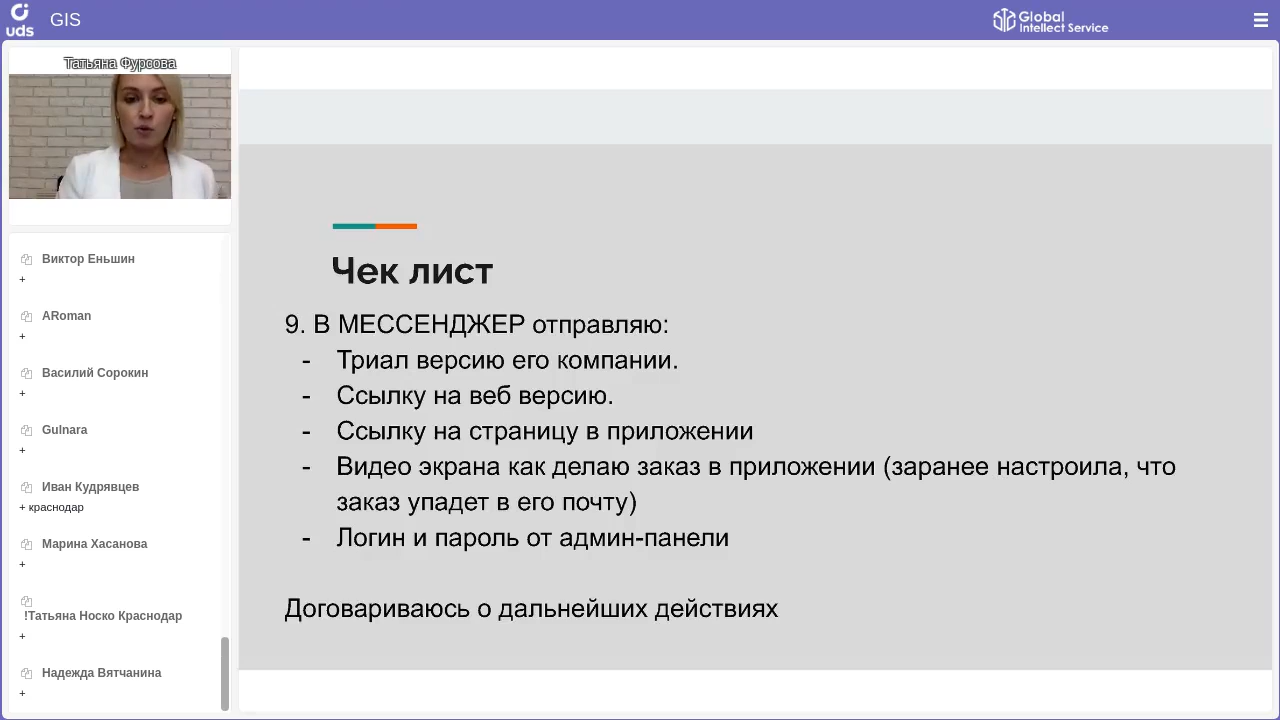 uds
GIS
Global
Intellect Service
Татьяна Фурсова
Виктор Еньшин
+
ARoman
+
Василий Сорокин
+
Gulnara
+
Иван Кудрявцев
+ краснодар
Марина Хасанова
+
!Татьяна Носко Краснодар
+
Надежда Вятчанина
+
Чек лист
9. В МЕССЕНДЖЕР отправляю:
- Триал версию его компании.
- Ссылку на веб версию.
- Ссылку на страницу в приложении
- Видео экрана как делаю заказ в приложении (заранее настроила, что
заказ упадет в его почту)
- Логин и пароль от админ-панели
Договариваюсь о дальнейших действиях